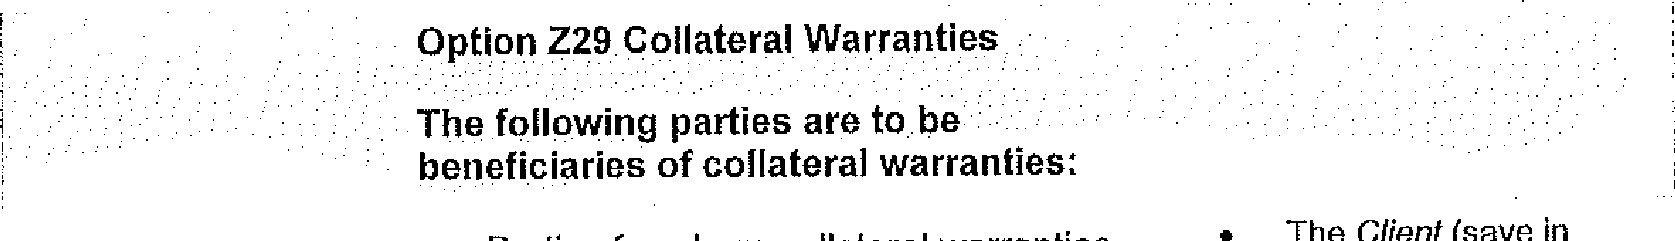 Option Z29 Collateral Warranties
The following parties are to be
beneficiaries of collateral warranties:
• The Client (save in